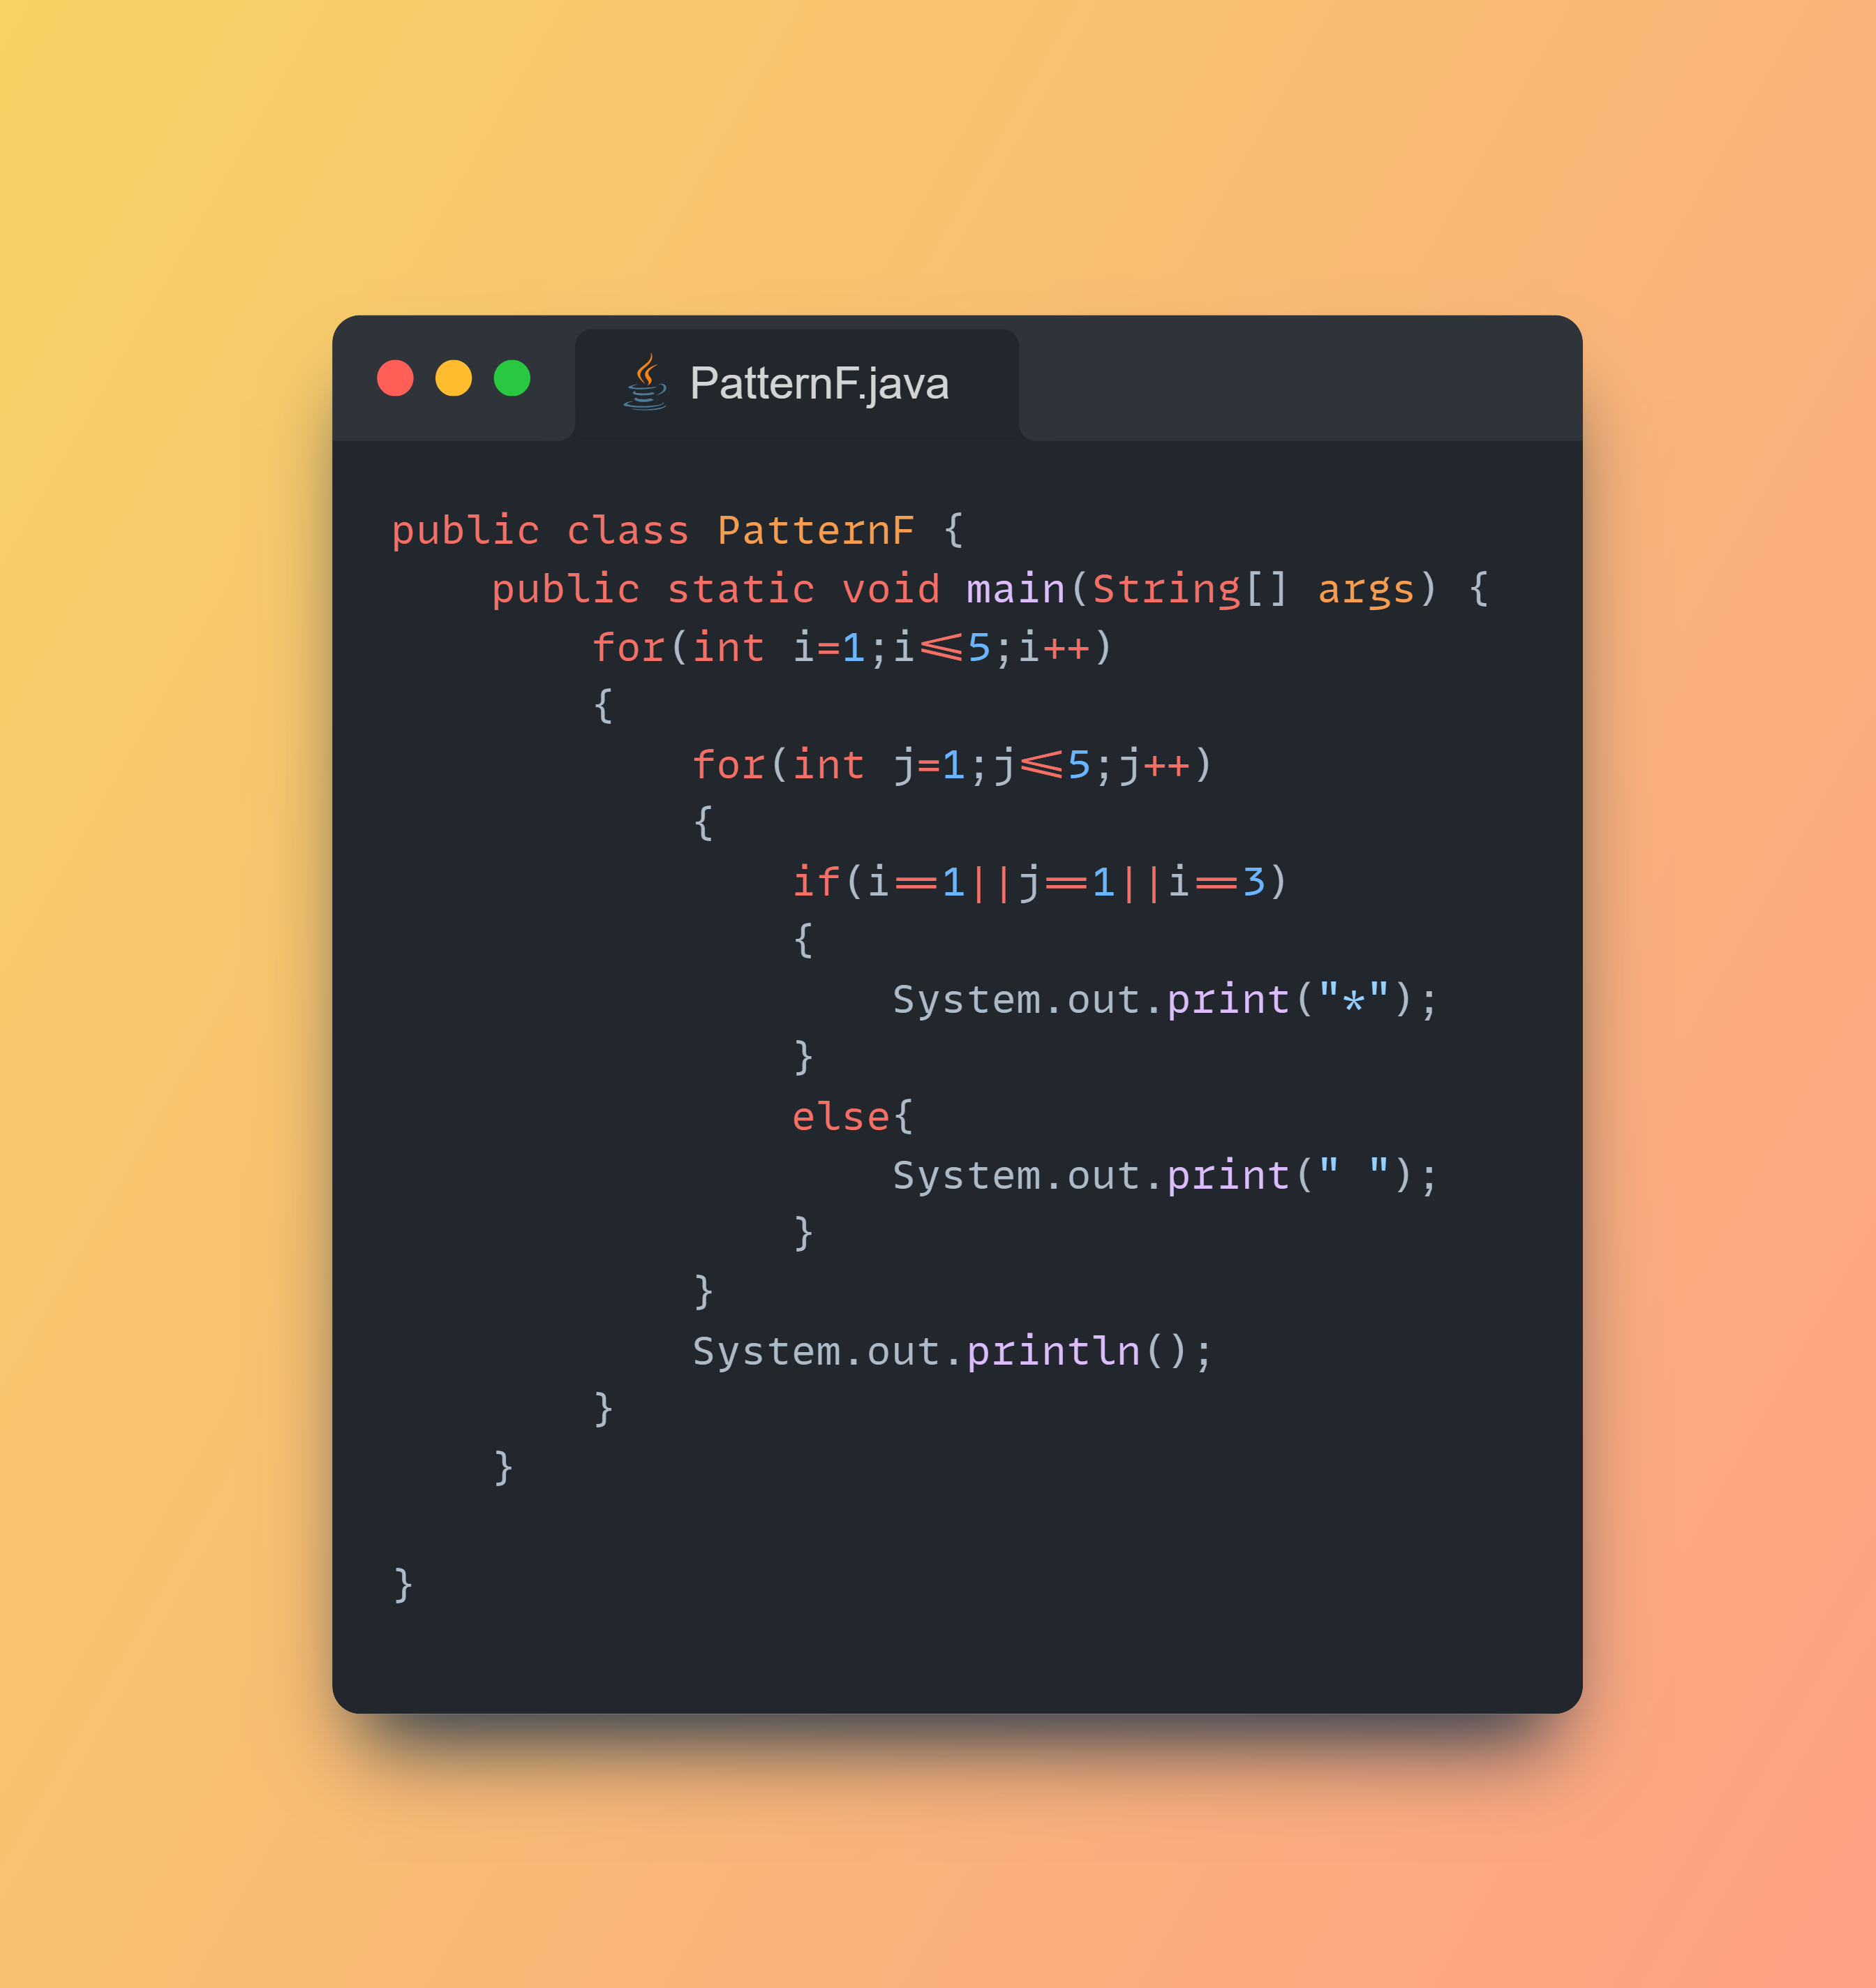 PatternF.java
public class PatternF {
    public static void main(String[] args) {
        for(int i=1;i<=5;i++)
        {
            for(int j=1;j<=5;j++)
            {
                if(i==1||j==1||i==3)
                {
                    System.out.print("*");
                }
                else{
                    System.out.print(" ");
                }
            }
            System.out.println();
        }
    }

}